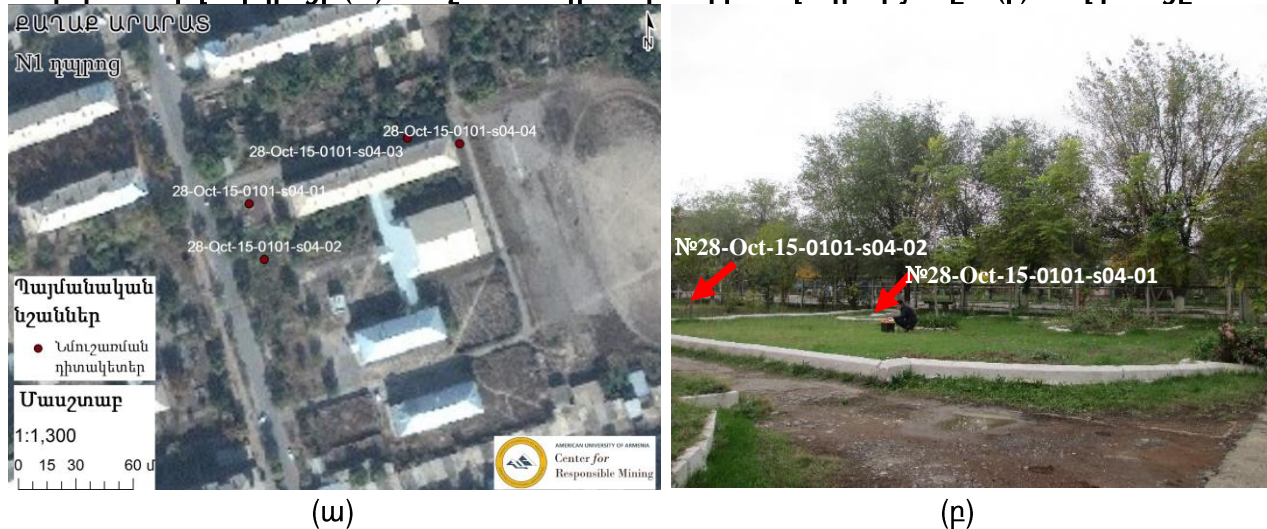 ՔԱՂԱՔ ԱՐԱՐԱՏ
N1 դպրոց
N
28-Oct-15-0101-s04-04
28-Oct-15-0101-s04-03
28-Oct-15-0101-s04-01
28-Oct-15-0101-s04-02
Պայմանական
նշաններ
Նմուշառման
դիտակետեր
Մասշտաբ
1:1,300
0 15 30 60 մ
AMERICAN UNIVERSITY OF ARMENIA
Center for
Responsible Mining
№28-Oct-15-0101-s04-02
№28-Oct-15-0101-s04-01
(ա)
(բ)